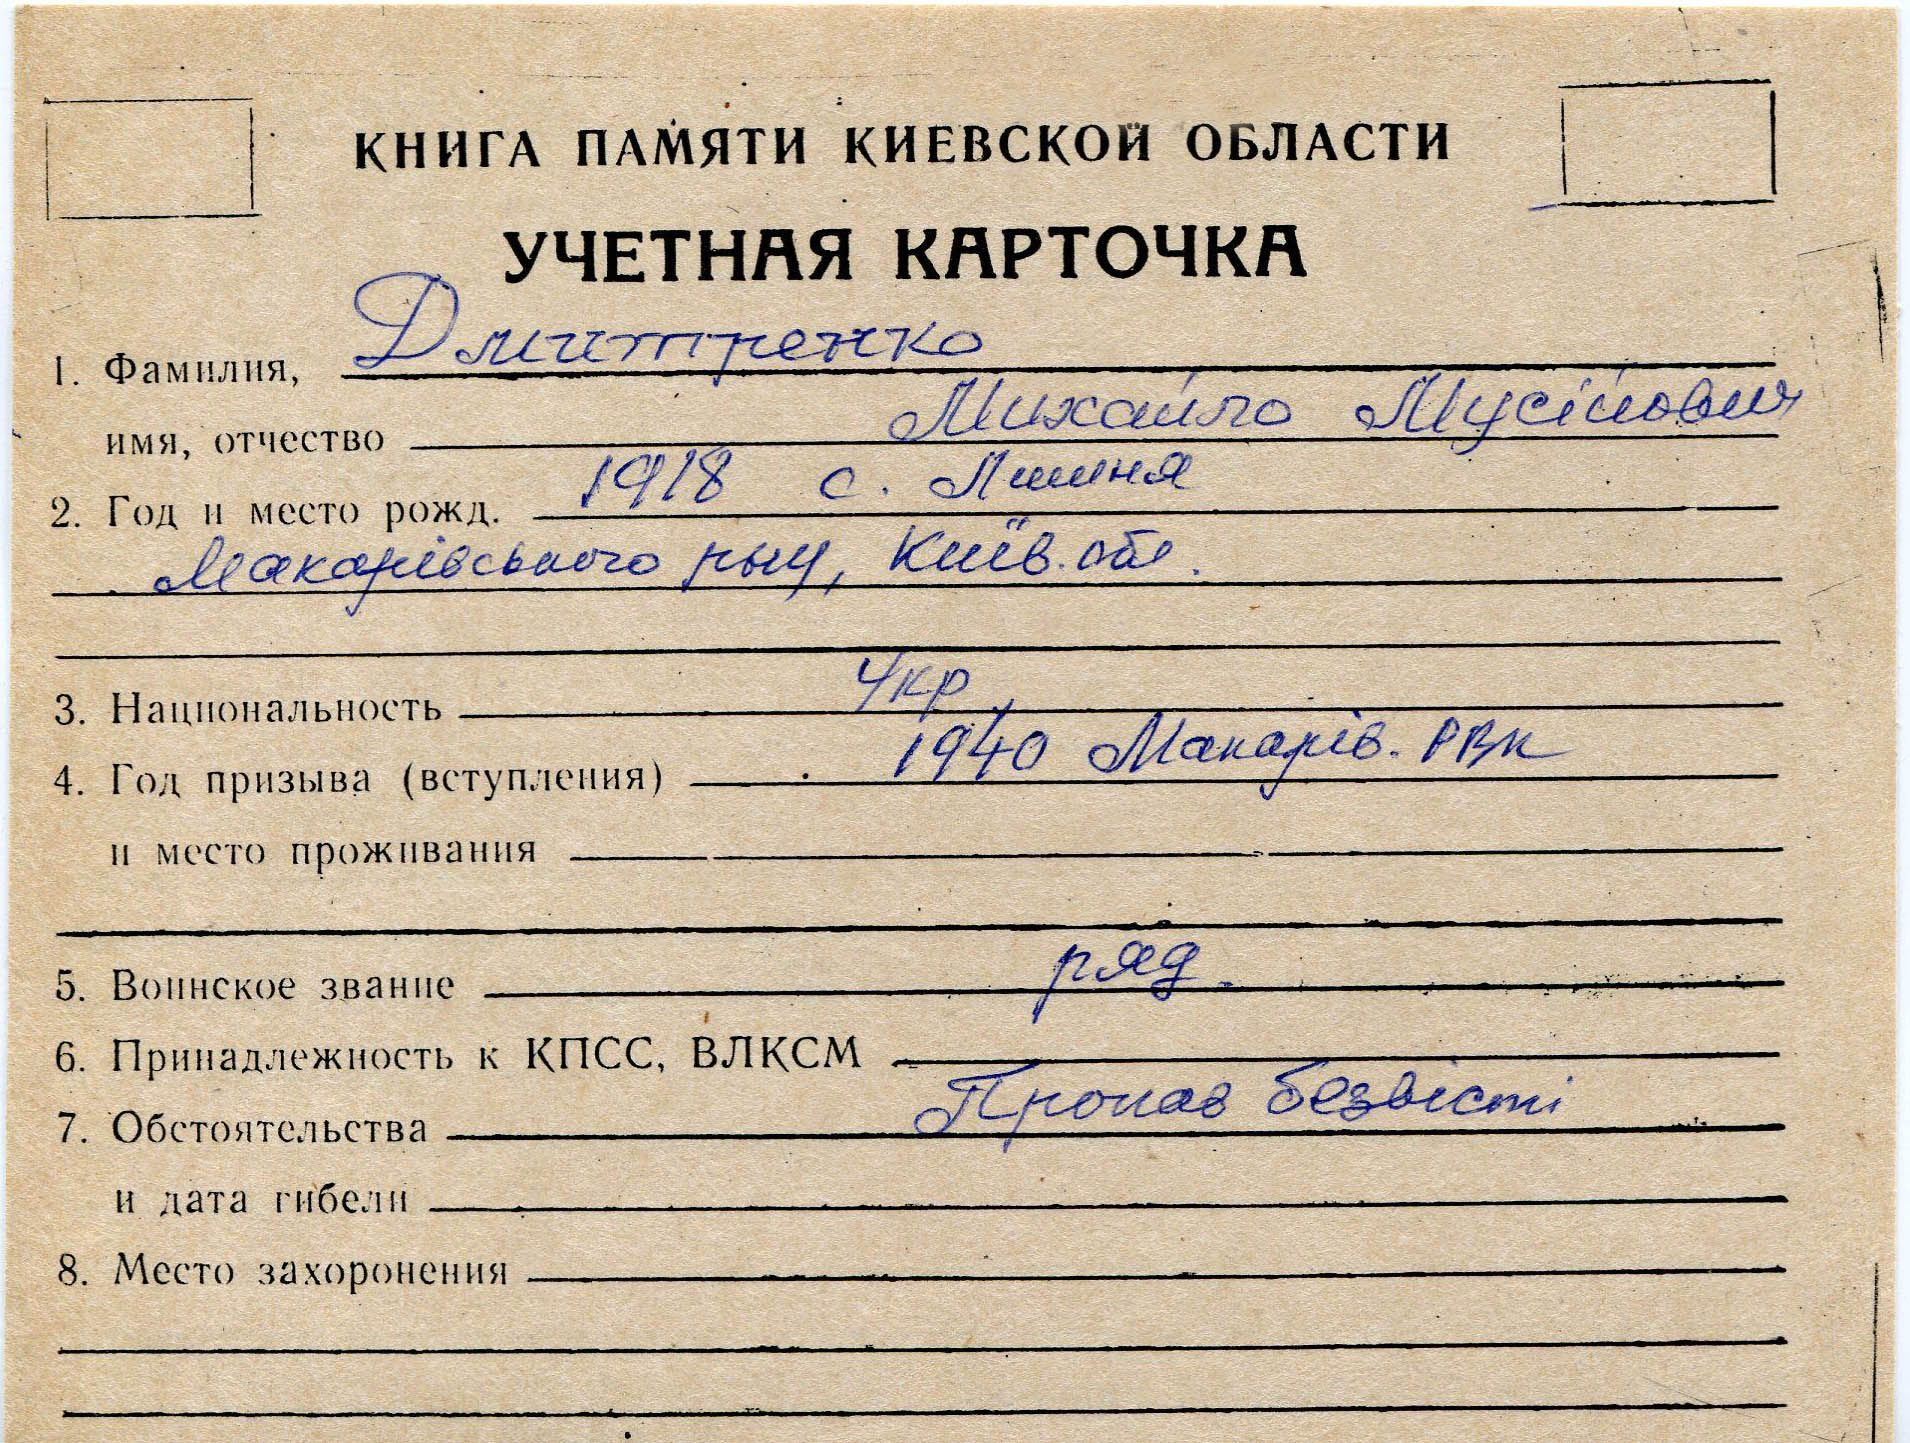 КНИГА ПАМЯТИ КИЕВСКОЙ ОБЛАСТИ
УЧЕТНАЯ КАРТОЧКА
1. Фамилия, Дмитренко
имя, отчество Михайло Мусійович
2. Год и место рожд. 1918 с. Лишня
Макарівського р-ну, Київ. обл.
3. Национальность Укр
4. Год призыва (вступления) 1940 Макарів. РВК
и место проживания
5. Воинское звание ряд.
6. Принадлежность к КПСС, ВЛКСМ
7. Обстоятельства Пропав безвісті
и дата гибели
8. Место захоронения